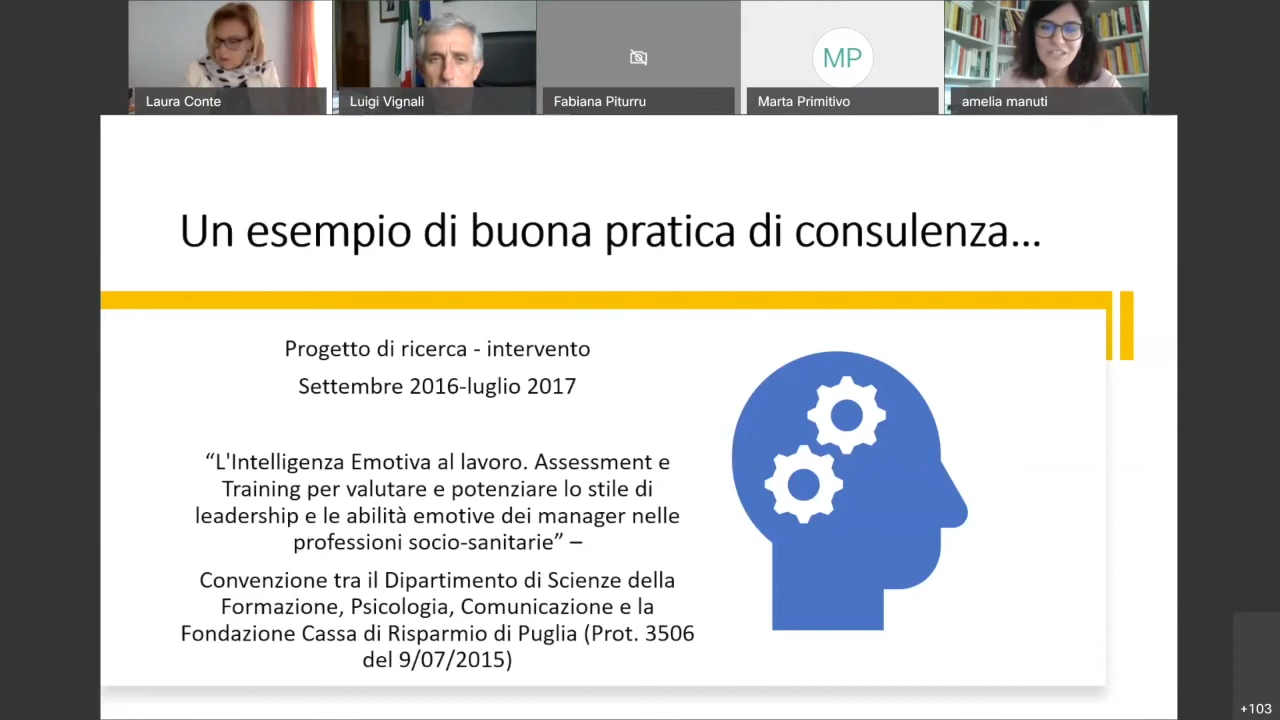 Laura Conte
Luigi Vignali
Fabiana Piturru
MP
Marta Primitivo
amelia manuti
Un esempio di buona pratica di consulenza...
Progetto di ricerca - intervento
Settembre 2016-luglio 2017
“L'Intelligenza Emotiva al lavoro. Assessment e
Training per valutare e potenziare lo stile di
leadership e le abilità emotive dei manager nelle
professioni socio-sanitarie” –
Convenzione tra il Dipartimento di Scienze della
Formazione, Psicologia, Comunicazione e la
Fondazione Cassa di Risparmio di Puglia (Prot. 3506
del 9/07/2015)
+103